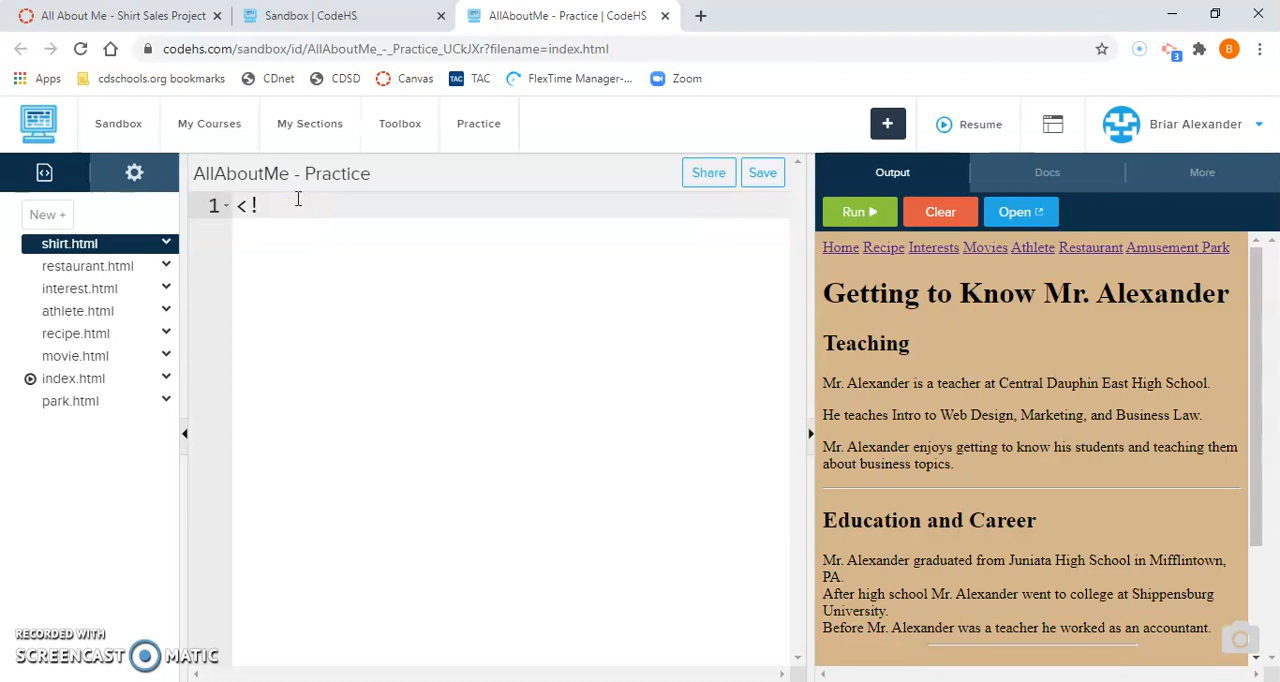 All About Me - Shirt Sales Project
Sandbox | CodeHS
AllAboutMe - Practice | CodeHS
codehs.com/sandbox/id/AllAboutMe_-_Practice_UCkJXr?filename=index.html
3
B
Apps
cdschools.org bookmarks
CDnet
CDSD
Canvas
TAC TAC
FlexTime Manager-...
Zoom
Sandbox
My Courses
My Sections
Toolbox
Practice
+
Resume
Briar Alexander
AllAboutMe - Practice
Share
Save
Output
Docs
More
New +
1 <!
Run
Clear
Open
shirt.html
restaurant.html
interest.html
athlete.html
recipe.html
movie.html
index.html
park.html
Home Recipe Interests Movies Athlete Restaurant Amusement Park
Getting to Know Mr. Alexander
Teaching
Mr. Alexander is a teacher at Central Dauphin East High School.
He teaches Intro to Web Design, Marketing, and Business Law.
Mr. Alexander enjoys getting to know his students and teaching them
about business topics.
Education and Career
Mr. Alexander graduated from Juniata High School in Mifflintown,
PA.
After high school Mr. Alexander went to college at Shippensburg
University.
Before Mr. Alexander was a teacher he worked as an accountant.
RECORDED WITH
SCREENCAST MATIC